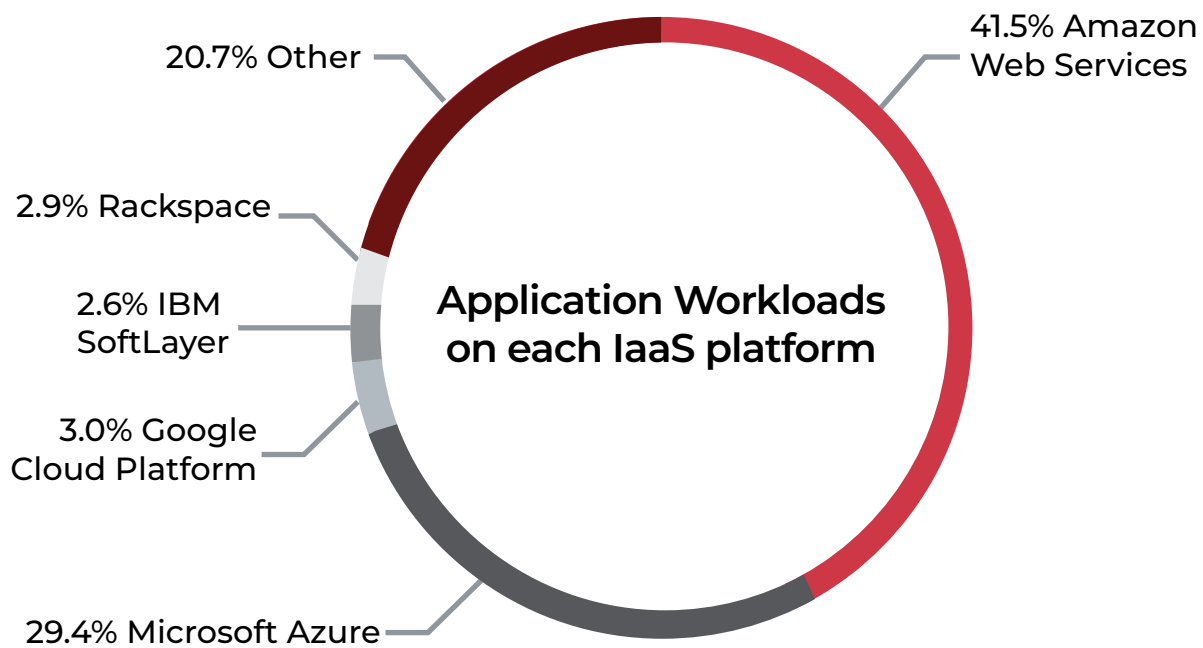 41.5% Amazon
Web Services
20.7% Other
2.9% Rackspace
2.6% IBM
SoftLayer
Application Workloads
on each IaaS platform
3.0% Google
Cloud Platform
29.4% Microsoft Azure